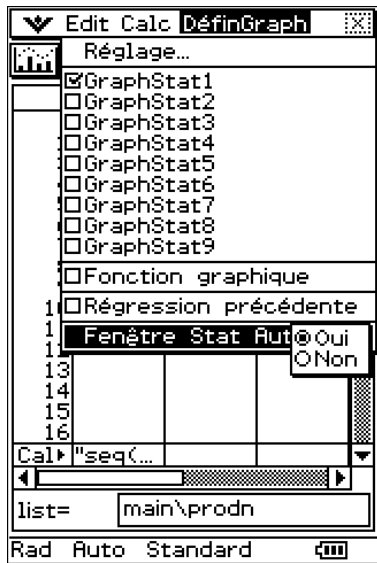 Edit Calc DéfinGraph
Réglage...
GraphStat1
GraphStat2
GraphStat3
GraphStat4
GraphStat5
GraphStat6
GraphStat7
GraphStat8
GraphStat9
Fonction graphique
Régression précédente
Fenêtre Stat Aut
Oui
Non
13
14
15
16
Cal "seq(...
list= main\prodn
Rad Auto Standard